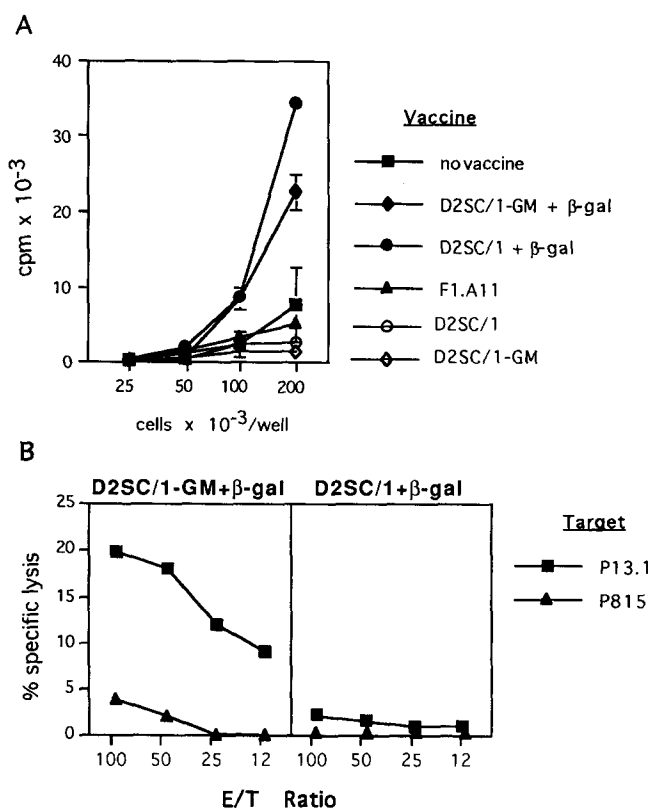 A
40
30
20
10
0
cpm x 10⁻³
25 50 100 200
cells x 10⁻³/well
Vaccine
no vaccine
D2SC/1-GM + β-gal
D2SC/1 + β-gal
F1.A11
D2SC/1
D2SC/1-GM
B
D2SC/1-GM+β-gal D2SC/1+β-gal
25
20
15
10
5
0
% specific lysis
100 50 25 12 100 50 25 12
E/T Ratio
Target
P13.1
P815